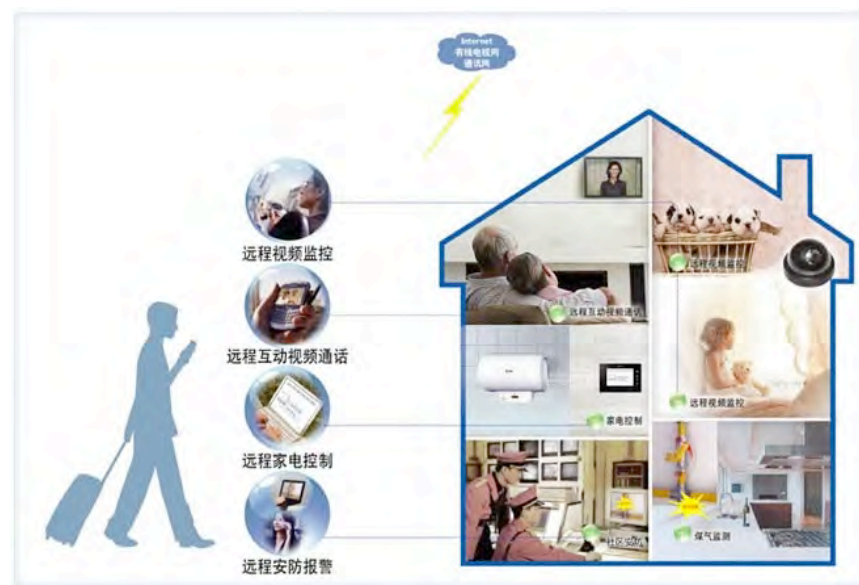 Internet
有线电视网
通讯网
远程视频监控
远程互动视频通话
远程家电控制
远程安防报警
远程视频监控
远程互动视频通话
远程视频监控
家电控制
社区安防
煤气监测